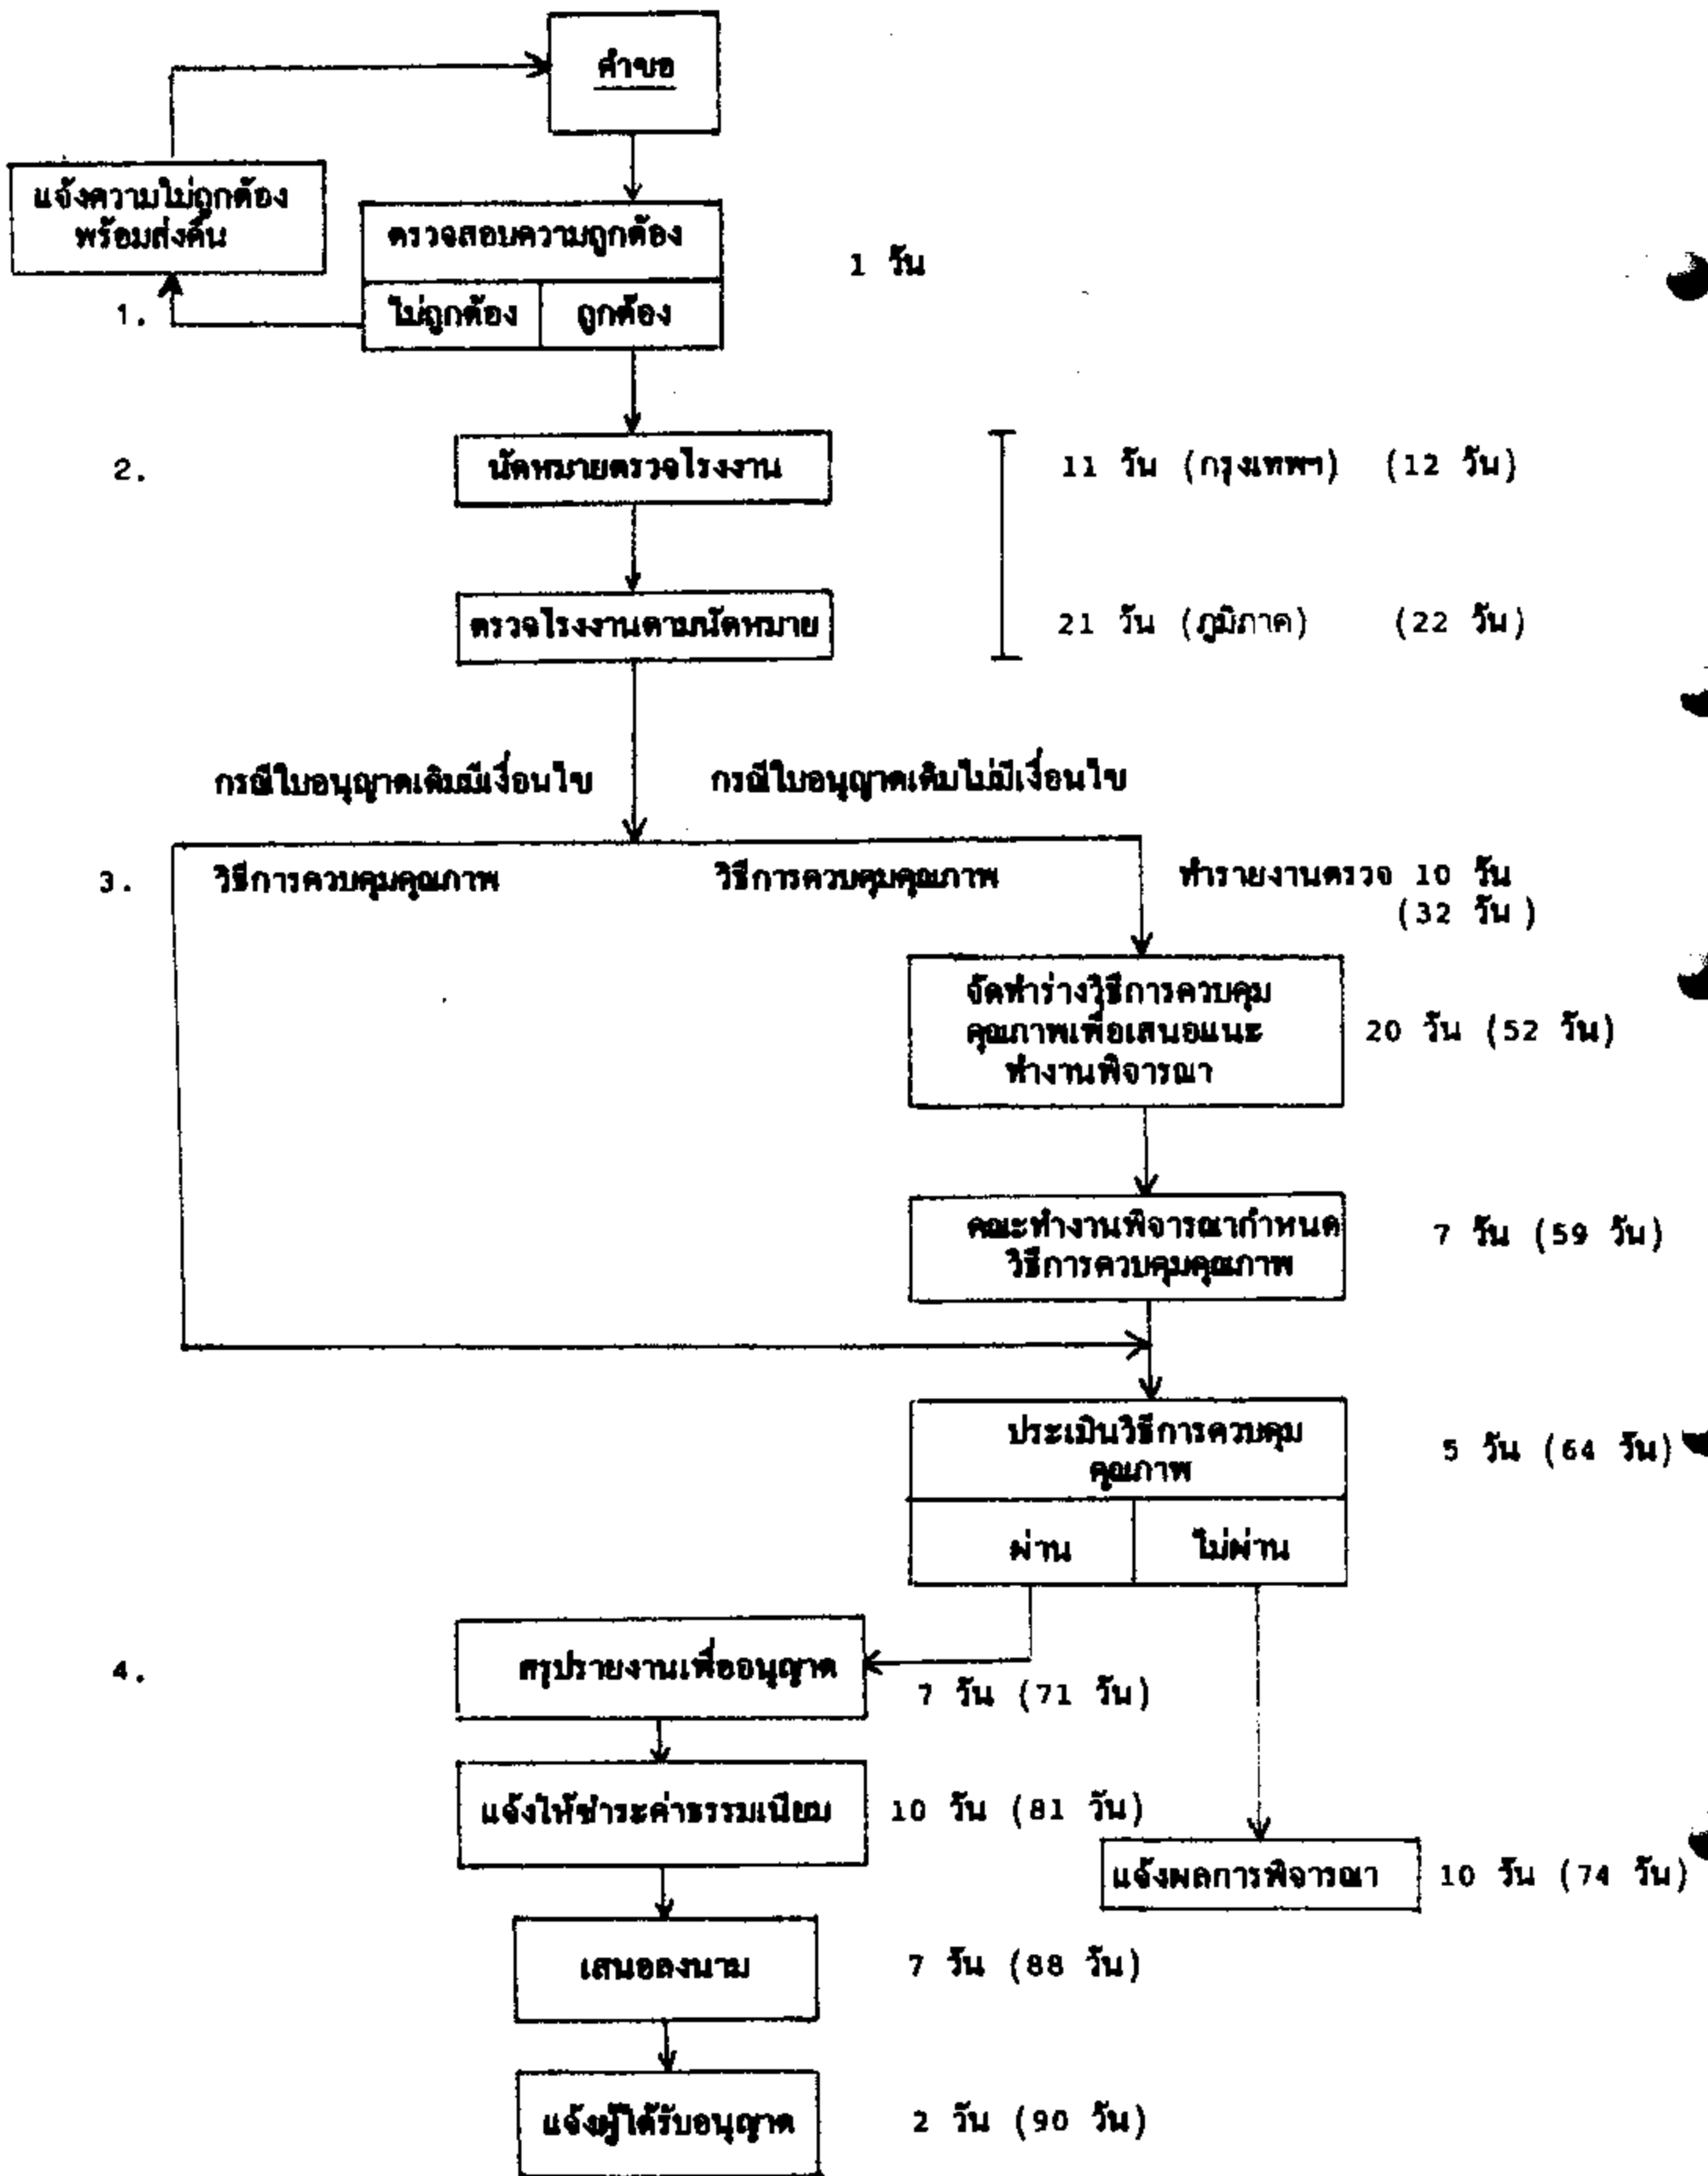 คำขอ
แจ้งความไม่ถูกต้อง
พร้อมส่งคืน
ตรวจสอบความถูกต้อง
1 วัน
1.
ไม่ถูกต้อง ถูกต้อง
2.
นัดหมายตรวจโรงงาน
11 วัน (กรุงเทพฯ) (12 วัน)
ตรวจโรงงานตามนัดหมาย
21 วัน (ภูมิภาค) (22 วัน)
กรณีใบอนุญาตเดิมมีเงื่อนไข กรณีใบอนุญาตเดิมไม่มีเงื่อนไข
3.
วิธีการควบคุมคุณภาพ วิธีการควบคุมคุณภาพ
ทำรายงานตรวจ 10 วัน
(32 วัน)
จัดทำร่างวิธีการควบคุม
คุณภาพเพื่อเสนอแนะ
ทำงานพิจารณา
20 วัน (52 วัน)
คณะทำงานพิจารณากำหนด
วิธีการควบคุมคุณภาพ
7 วัน (59 วัน)
ประเมินวิธีการควบคุม
คุณภาพ
5 วัน (64 วัน)
ผ่าน ไม่ผ่าน
4.
สรุปรายงานเพื่ออนุญาต
7 วัน (71 วัน)
แจ้งให้ชำระค่าธรรมเนียม
10 วัน (81 วัน)
แจ้งผลการพิจารณา
10 วัน (74 วัน)
เสนอลงนาม
7 วัน (88 วัน)
แจ้งผู้ได้รับอนุญาต
2 วัน (90 วัน)